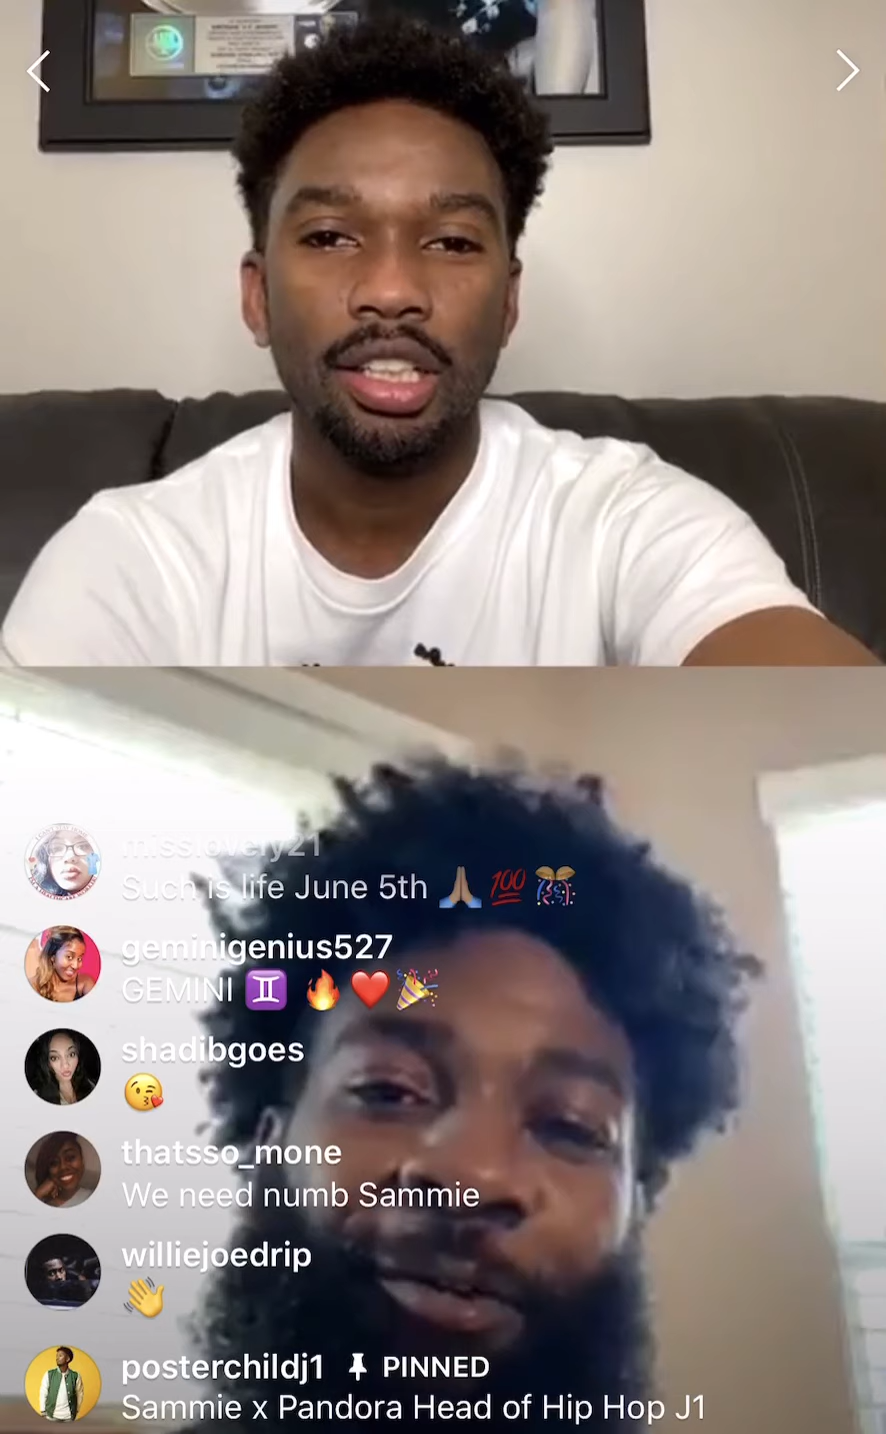 misslovely21
Such is life June 5th 🙏🏽 💯 🎊
geminigenius527
GEMINI ♊ 🔥 ❤️ 🎉
shadibgoes
😘
thatsso_mone
We need numb Sammie
williejoedrip
👋
posterchildj1 📌 PINNED
Sammie x Pandora Head of Hip Hop J1